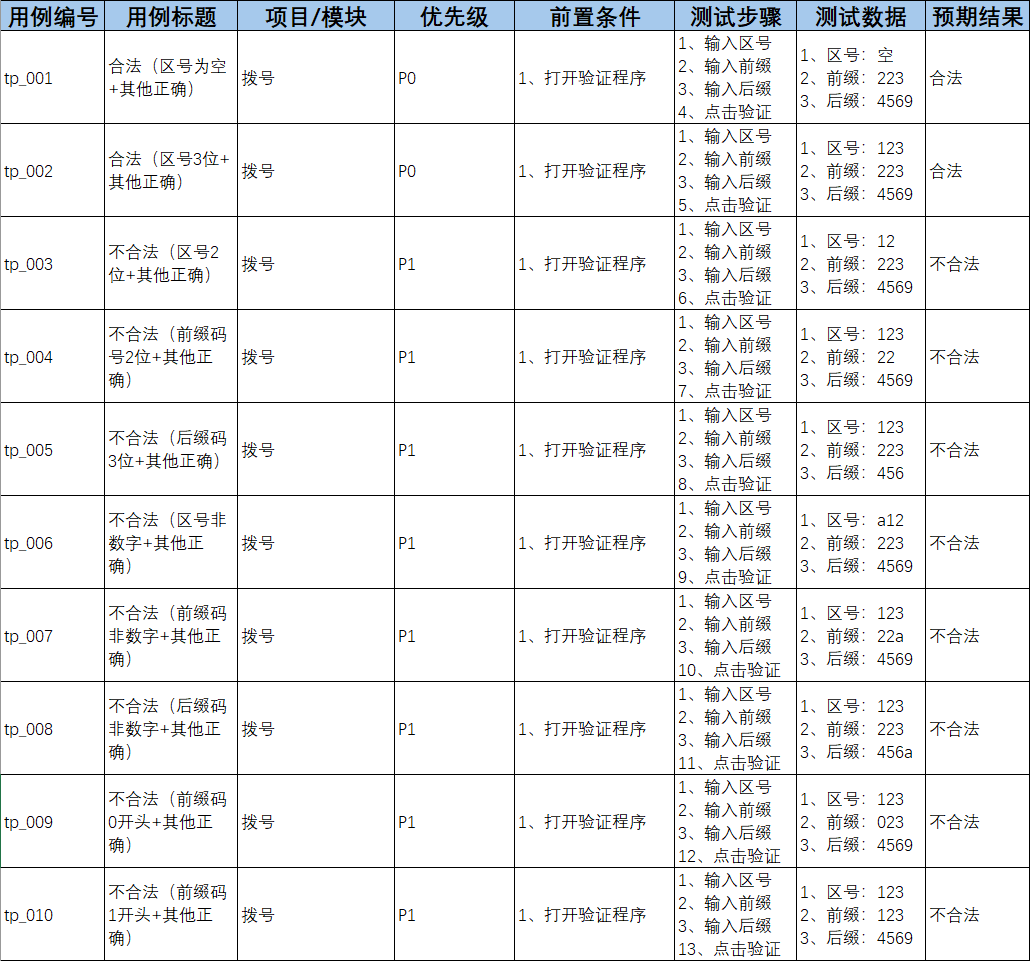 用例编号 用例标题 项目/模块 优先级 前置条件 测试步骤 测试数据 预期结果
tp_001
合法（区号为空
+其他正确）
拨号
P0
1、打开验证程序
1、输入区号
2、输入前缀
3、输入后缀
4、点击验证
1、区号：空
2、前缀：223
3、后缀：4569
合法
tp_002
合法（区号3位+
其他正确）
拨号
P0
1、打开验证程序
1、输入区号
2、输入前缀
3、输入后缀
5、点击验证
1、区号：123
2、前缀：223
3、后缀：4569
合法
tp_003
不合法（区号2
位+其他正确）
拨号
P1
1、打开验证程序
1、输入区号
2、输入前缀
3、输入后缀
6、点击验证
1、区号：12
2、前缀：223
3、后缀：4569
不合法
tp_004
不合法（前缀码
号2位+其他正
确）
拨号
P1
1、打开验证程序
1、输入区号
2、输入前缀
3、输入后缀
7、点击验证
1、区号：123
2、前缀：22
3、后缀：4569
不合法
tp_005
不合法（后缀码
3位+其他正确）
拨号
P1
1、打开验证程序
1、输入区号
2、输入前缀
3、输入后缀
8、点击验证
1、区号：123
2、前缀：223
3、后缀：456
不合法
tp_006
不合法（区号非
数字+其他正
确）
拨号
P1
1、打开验证程序
1、输入区号
2、输入前缀
3、输入后缀
9、点击验证
1、区号：a12
2、前缀：223
3、后缀：4569
不合法
tp_007
不合法（前缀码
非数字+其他正
确）
拨号
P1
1、打开验证程序
1、输入区号
2、输入前缀
3、输入后缀
10、点击验证
1、区号：123
2、前缀：22a
3、后缀：4569
不合法
tp_008
不合法（后缀码
非数字+其他正
确）
拨号
P1
1、打开验证程序
1、输入区号
2、输入前缀
3、输入后缀
11、点击验证
1、区号：123
2、前缀：223
3、后缀：456a
不合法
tp_009
不合法（前缀码
0开头+其他正
确）
拨号
P1
1、打开验证程序
1、输入区号
2、输入前缀
3、输入后缀
12、点击验证
1、区号：123
2、前缀：023
3、后缀：4569
不合法
tp_010
不合法（前缀码
1开头+其他正
确）
拨号
P1
1、打开验证程序
1、输入区号
2、输入前缀
3、输入后缀
13、点击验证
1、区号：123
2、前缀：123
3、后缀：4569
不合法